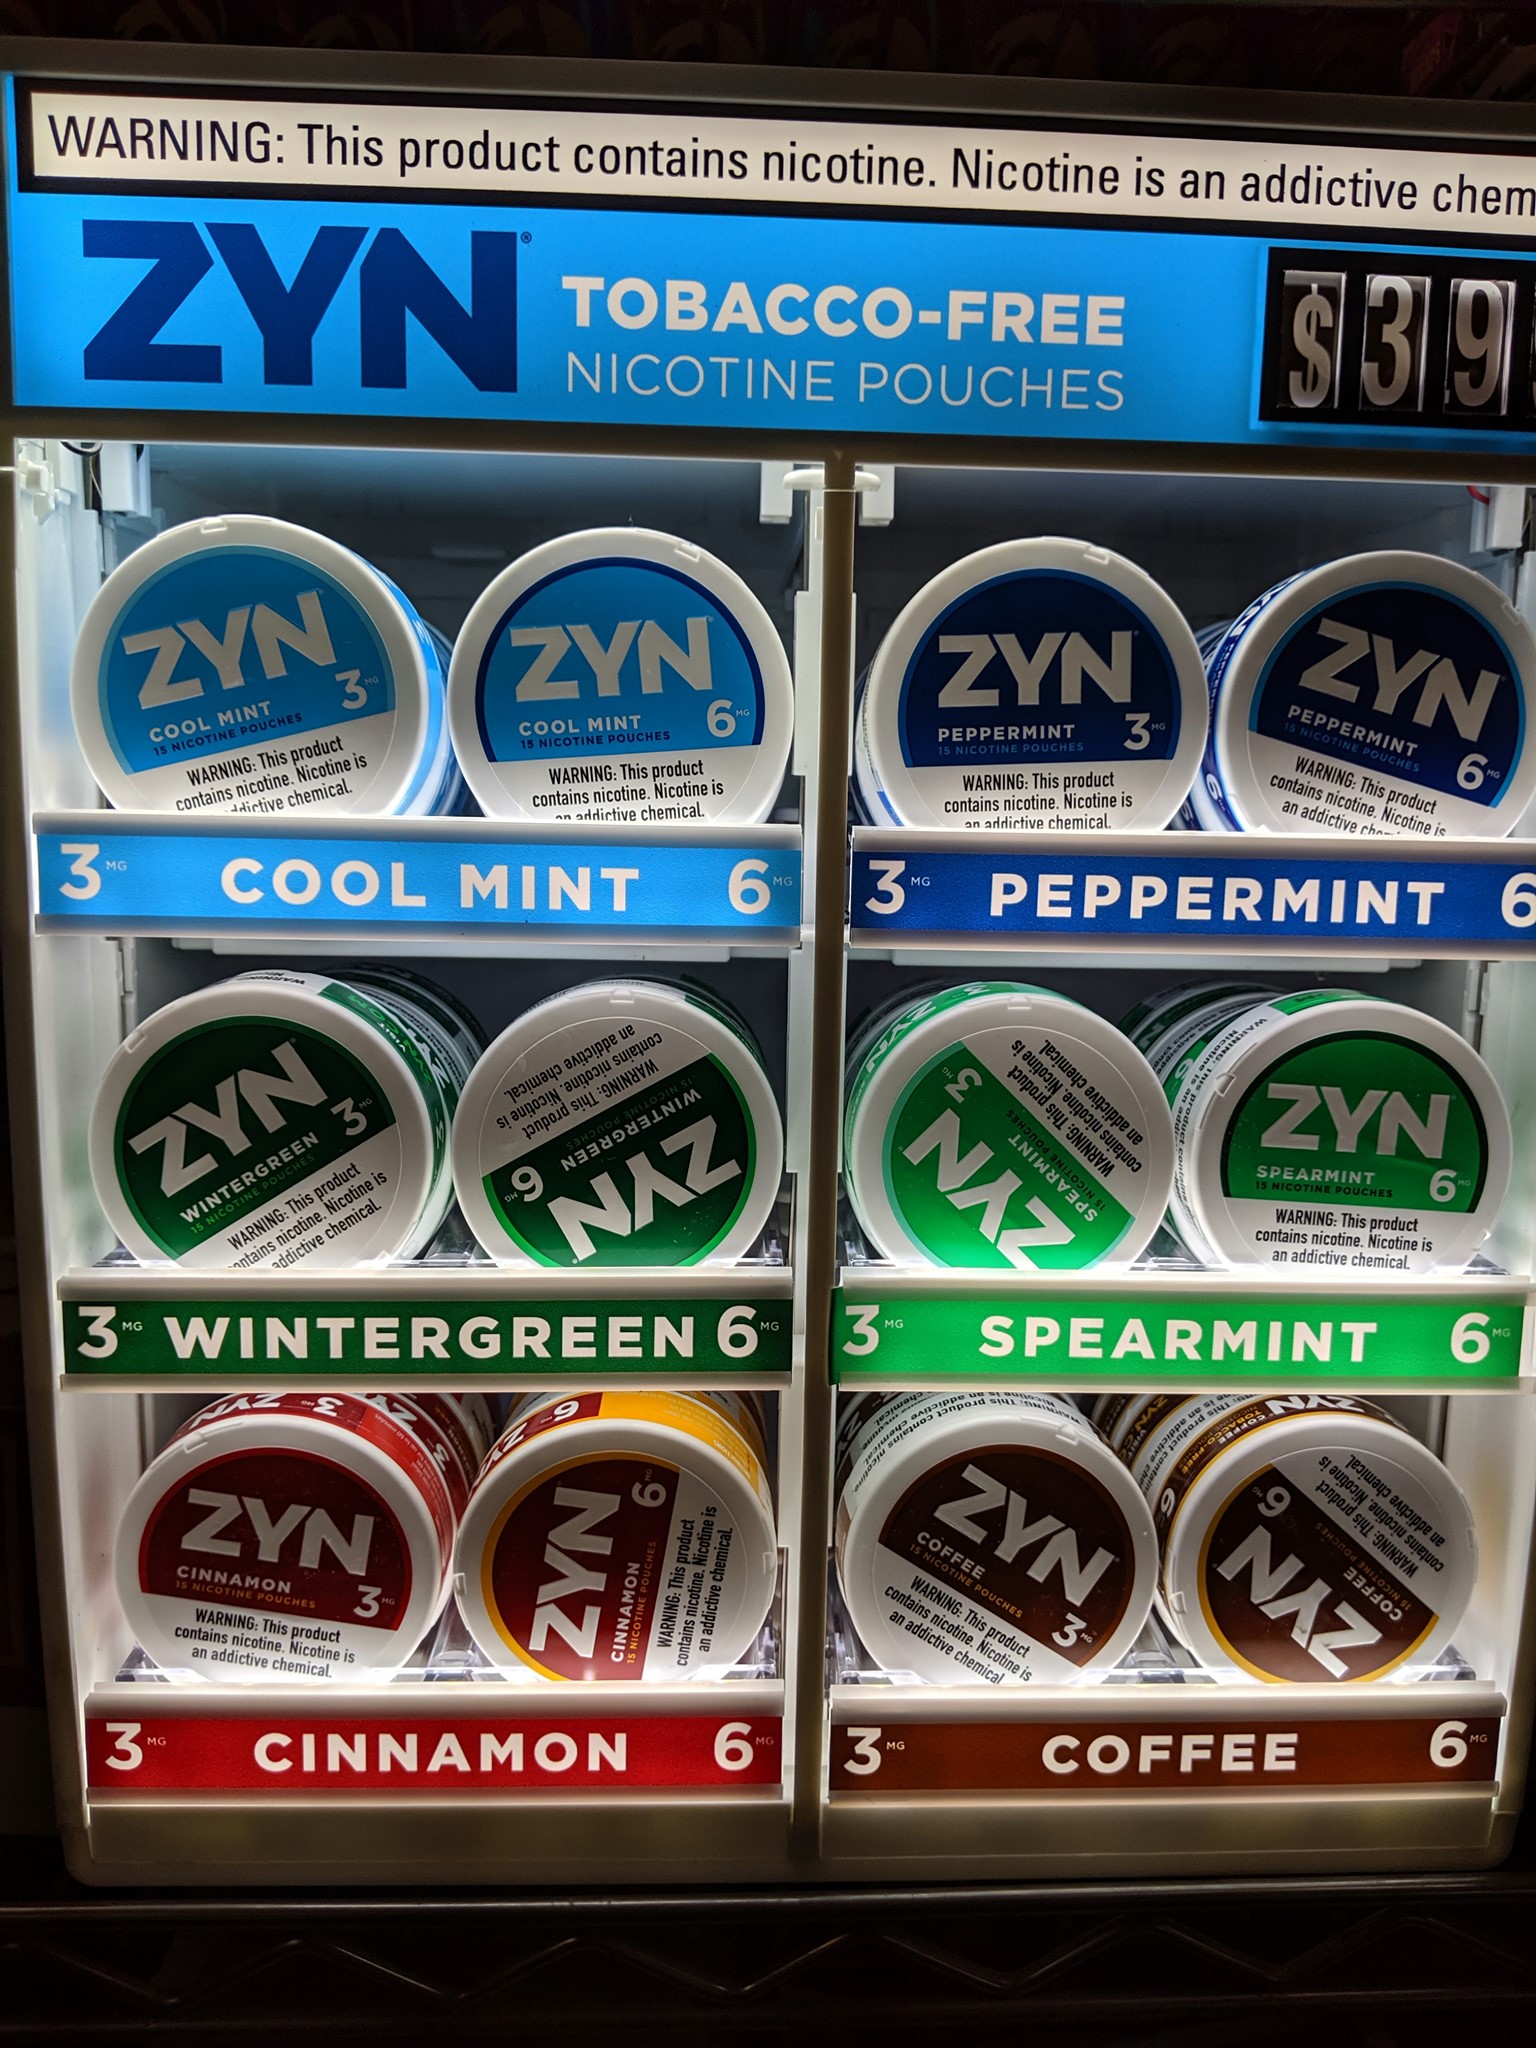 WARNING: This product contains nicotine. Nicotine is an addictive chem
ZYN®
TOBACCO-FREE
NICOTINE POUCHES
$3.9
ZYN
3 MG
COOL MINT
15 NICOTINE POUCHES
WARNING: This product
contains nicotine. Nicotine is
addictive chemical.
ZYN
6 MG
COOL MINT
15 NICOTINE POUCHES
WARNING: This product
contains nicotine. Nicotine is
an addictive chemical.
ZYN
PEPPERMINT 3 MG
15 NICOTINE POUCHES
WARNING: This product
contains nicotine. Nicotine is
an addictive chemical.
ZYN
PEPPERMINT
15 NICOTINE POUCHES
6 MG
WARNING: This product
contains nicotine. Nicotine is
an addictive
3 MG COOL MINT 6 MG
3 MG PEPPERMINT 6
ZYN
WINTERGREEN 3 MG
15 NICOTINE POUCHES
WARNING: This product
contains nicotine. Nicotine is
addictive chemical.
ZYN
WINTERGREEN 6 MG
15 NICOTINE POUCHES
WARNING: This product
contains nicotine. Nicotine is
an addictive chemical.
ZYN
SPEARMINT 3 MG
15 NICOTINE POUCHES
WARNING: This product
contains nicotine. Nicotine is
an addictive chemical.
ZYN
SPEARMINT
15 NICOTINE POUCHES
6 MG
WARNING: This product
contains nicotine. Nicotine is
an addictive chemical.
3 MG WINTERGREEN 6 MG
3 MG SPEARMINT 6 MG
ZYN
CINNAMON
15 NICOTINE POUCHES
3 MG
WARNING: This product
contains nicotine. Nicotine is
an addictive chemical.
ZYN
CINNAMON 6 MG
15 NICOTINE POUCHES
WARNING: This product
contains nicotine. Nicotine is
an addictive chemical.
ZYN
COFFEE
15 NICOTINE POUCHES
3 MG
WARNING: This product
contains nicotine. Nicotine is
an addictive chemical
ZYN
COFFEE 6 MG
15 NICOTINE POUCHES
WARNING: This product
contains nicotine. Nicotine is
an addictive chemical.
3 MG CINNAMON 6 MG
3 MG COFFEE 6 MG